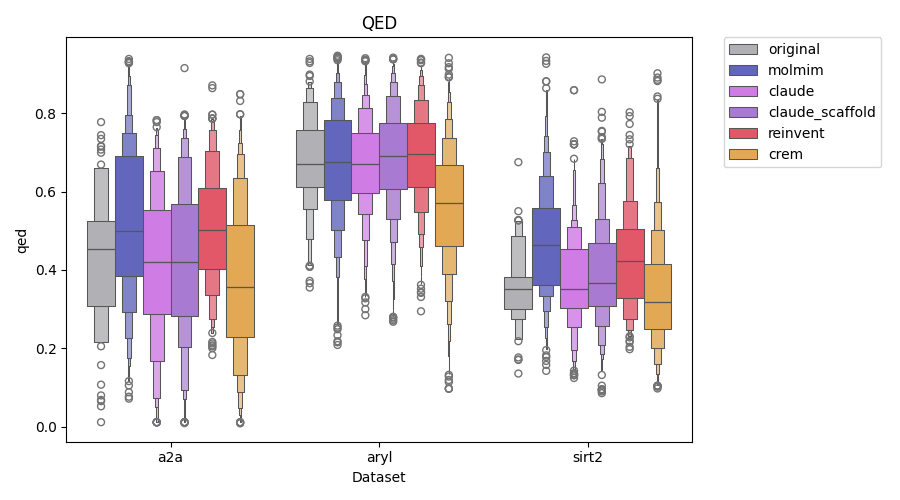 QED
original
molmim
claude
claude_scaffold
reinvent
crem
qed
0.8
0.6
0.4
0.2
0.0
a2a
aryl
sirt2
Dataset